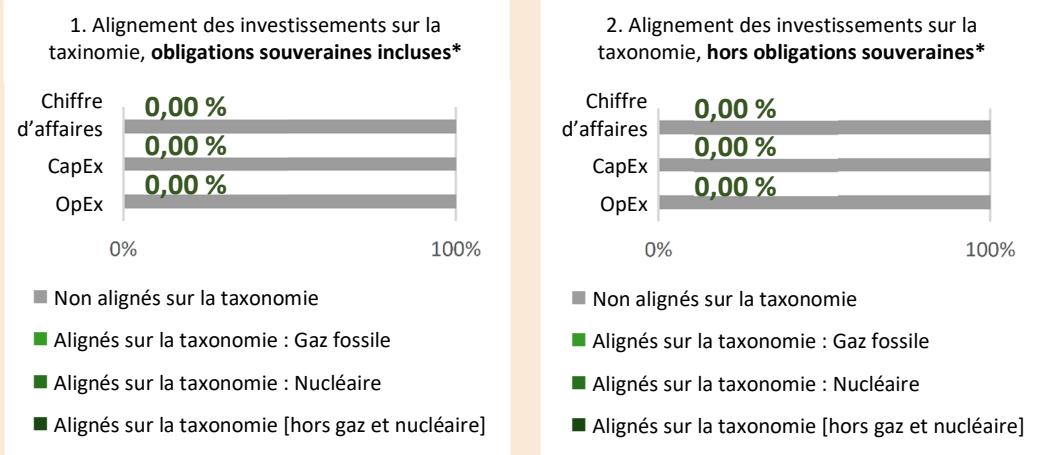 1. Alignement des investissements sur la
taxinomie, obligations souveraines incluses*
Chiffre
d'affaires
0,00 %
CapEx
0,00 %
OpEx
0,00 %
0%
100%
Non alignés sur la taxonomie
Alignés sur la taxonomie : Gaz fossile
Alignés sur la taxonomie : Nucléaire
Alignés sur la taxonomie [hors gaz et nucléaire]
2. Alignement des investissements sur la
taxonomie, hors obligations souveraines*
Chiffre
d'affaires
0,00 %
CapEx
0,00 %
OpEx
0,00 %
0%
100%
Non alignés sur la taxonomie
Alignés sur la taxonomie : Gaz fossile
Alignés sur la taxonomie : Nucléaire
Alignés sur la taxonomie [hors gaz et nucléaire]